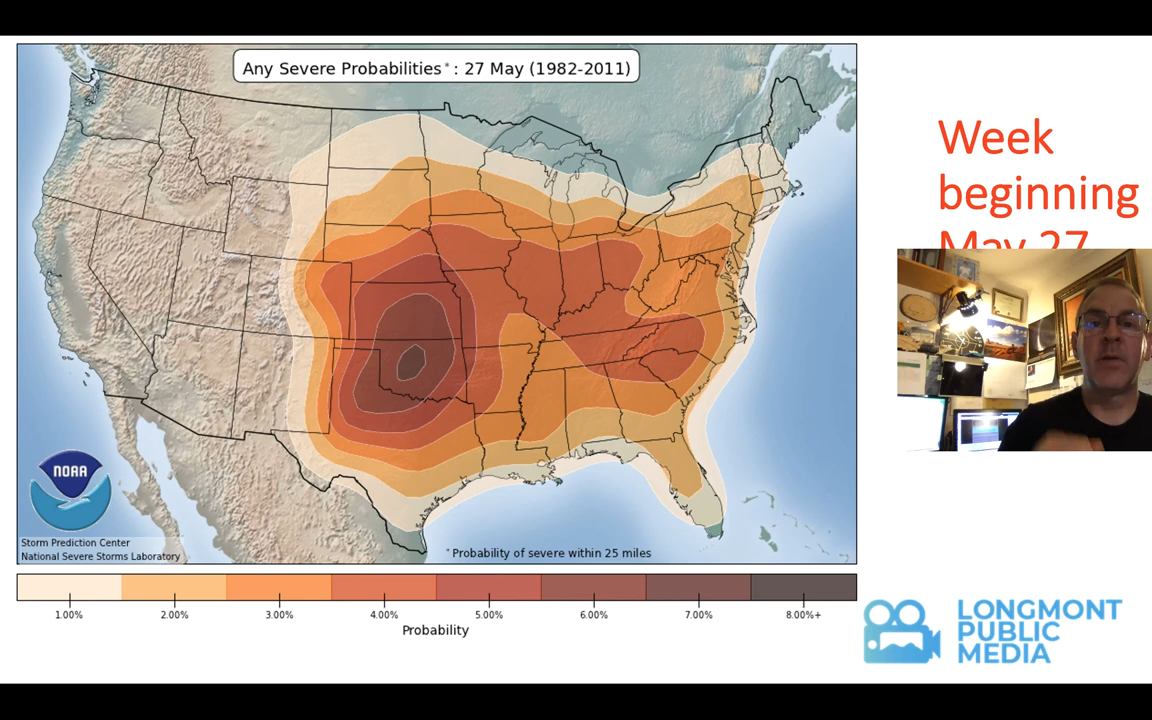 Any Severe Probabilities*: 27 May (1982-2011)
Week
beginning
May 27
NOAA
Storm Prediction Center
National Severe Storms Laboratory
*Probability of severe within 25 miles
1.00%
2.00%
3.00%
4.00%
5.00%
6.00%
7.00%
8.00%+
Probability
LONGMONT
PUBLIC
MEDIA